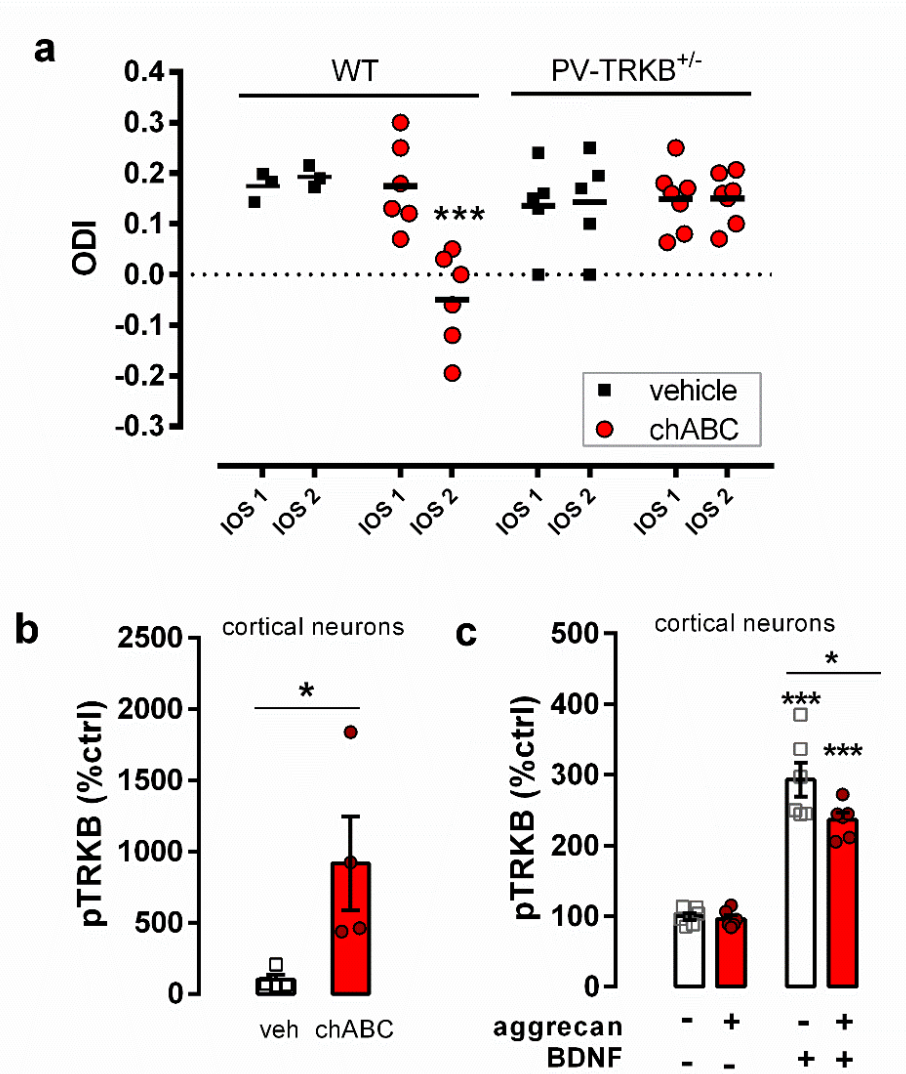 a
WT PV-TRKB+/-
0.4
0.3
0.2
0.1
0.0
-0.1
-0.2
-0.3
ODI
***
vehicle
chABC
IOS 1 IOS 2 IOS 1 IOS 2 IOS 1 IOS 2 IOS 1 IOS 2
b
cortical neurons
2500
2000
1500
1000
500
0
pTRKB (%ctrl)
*
veh chABC
c
cortical neurons
500
400
300
200
100
0
pTRKB (%ctrl)
*
***
***
aggrecan - + - +
BDNF - - + +